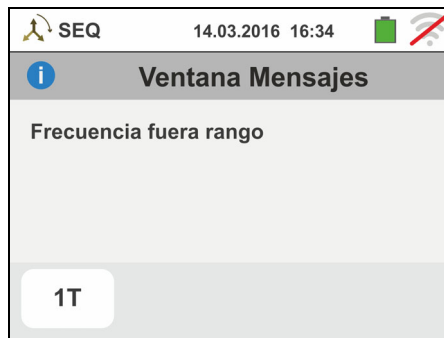 SEQ 14.03.2016 16:34
i Ventana Mensajes
Frecuencia fuera rango
1T